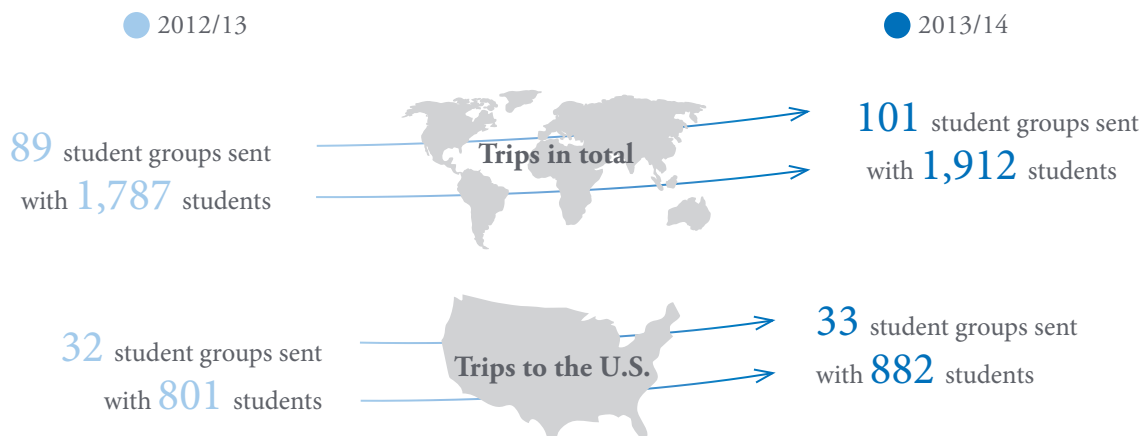 2012/13
2013/14
89 student groups sent
with 1,787 students
Trips in total
101 student groups sent
with 1,912 students
32 student groups sent
with 801 students
Trips to the U.S.
33 student groups sent
with 882 students